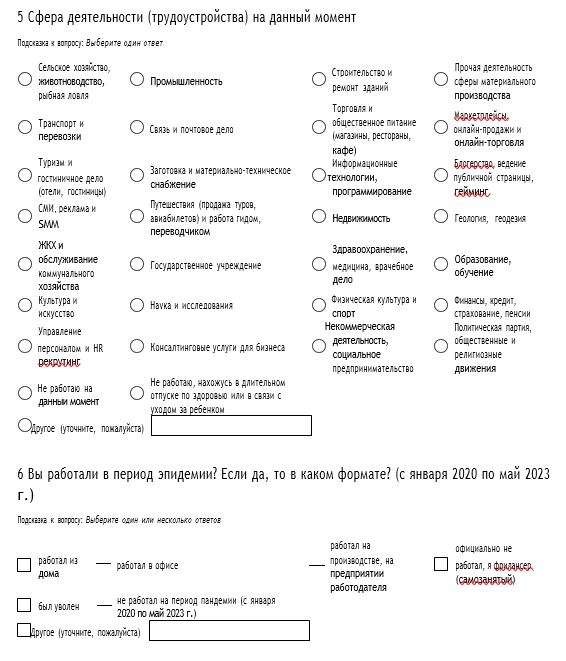 5 Сфера деятельности (трудоустройства) на данный момент
Подсказка к вопросу: Выберите один ответ
Сельское хозяйство,
животноводство,
рыбная ловля
Промышленность
Строительство и
ремонт зданий
Прочая деятельность
сферы материального
производства
Транспорт и
перевозки
Связь и почтовое дело
Торговля и
общественное питание
(магазины, рестораны,
кафе)
Маркетплейсы,
онлайн-продажи и
онлайн-торговля
Туризм и
гостиничное дело
(отели, гостиницы)
Заготовка и материально-техническое
снабжение
Информационные
технологии,
программирование
Блогерство, ведение
публичной страницы,
гейминг
СМИ, реклама и
SMM
Путешествия (продажа туров,
авиабилетов) и работа гидом,
переводчиком
Недвижимость
Геология, геодезия
ЖКХ и
обслуживание
коммунального
хозяйства
Государственное учреждение
Здравоохранение,
медицина, врачебное
дело
Образование,
обучение
Культура и
искусство
Наука и исследования
Физическая культура и
спорт
Финансы, кредит,
страхование, пенсии
Управление
персоналом и HR
рекрутинг
Консалтинговые услуги для бизнеса
Некоммерческая
деятельность,
социальное
предпринимательство
Политическая партия,
общественные и
религиозные
движения
Не работаю на
данный момент
Не работаю, нахожусь в длительном
отпуске по здоровью или в связи с
уходом за ребенком
Другое (уточните, пожалуйста)
6 Вы работали в период эпидемии? Если да, то в каком формате? (с января 2020 по май 2023
г.)
Подсказка к вопросу: Выберите один или несколько ответов
работал из
дома
работал в офисе
работал на
производстве, на
предприятии
работодателя
официально не
работал, я фрилансер
(самозанятый)
был уволен
не работал на период пандемии (с января
2020 по май 2023 г.)
Другое (уточните, пожалуйста)